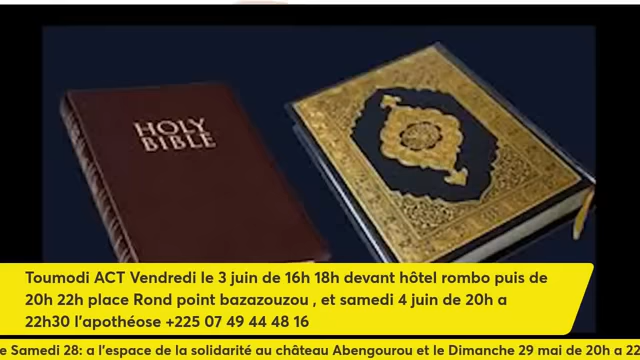 HOLY
BIBLE
Toumodi ACT Vendredi le 3 juin de 16h 18h devant hôtel rombo puis de
20h 22h place Rond point bazazouzou , et samedi 4 juin de 20h a
22h30 l'apothéose +225 07 49 44 48 16
e Samedi 28: a l'espace de la solidarité au château Abengourou et le Dimanche 29 mai de 20h a 22